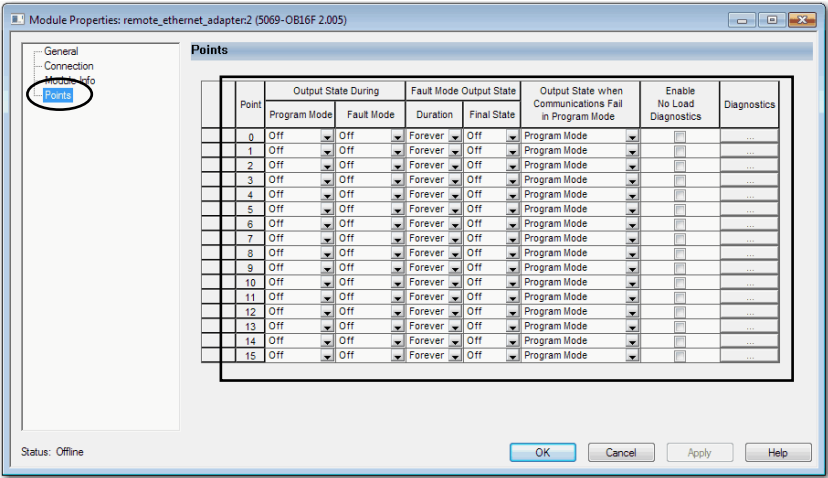 Module Properties: remote_ethernet_adapter:2 (5069-OB16F 2.005)
General
Connection
Module Info
Points
Points
Point
Output State During
Program Mode
Fault Mode
Fault Mode Output State
Duration
Final State
Output State when
Communications Fail
in Program Mode
Enable
No Load
Diagnostics
Diagnostics
0 Off Off Forever Off Program Mode ...
1 Off Off Forever Off Program Mode ...
2 Off Off Forever Off Program Mode ...
3 Off Off Forever Off Program Mode ...
4 Off Off Forever Off Program Mode ...
5 Off Off Forever Off Program Mode ...
6 Off Off Forever Off Program Mode ...
7 Off Off Forever Off Program Mode ...
8 Off Off Forever Off Program Mode ...
9 Off Off Forever Off Program Mode ...
10 Off Off Forever Off Program Mode ...
11 Off Off Forever Off Program Mode ...
12 Off Off Forever Off Program Mode ...
13 Off Off Forever Off Program Mode ...
14 Off Off Forever Off Program Mode ...
15 Off Off Forever Off Program Mode ...
Status: Offline
OK
Cancel
Apply
Help